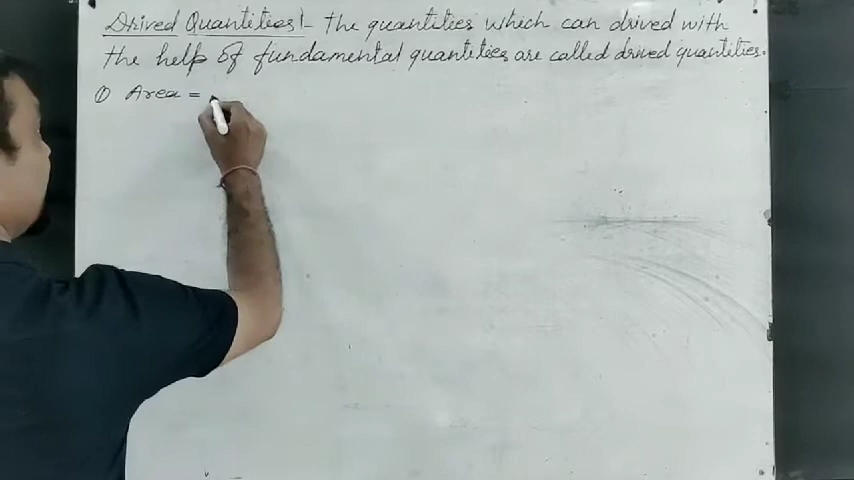 Drived Quantities!- The quantities which can drived with
the help of fundamental quantities are called drived quantities.
① Area =